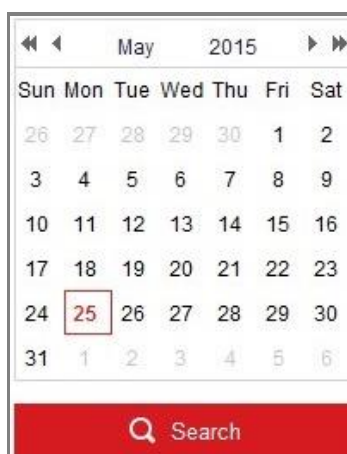 May 2015
Sun Mon Tue Wed Thu Fri Sat
26 27 28 29 30 1 2
3 4 5 6 7 8 9
10 11 12 13 14 15 16
17 18 19 20 21 22 23
24 25 26 27 28 29 30
31 1 2 3 4 5 6
Search